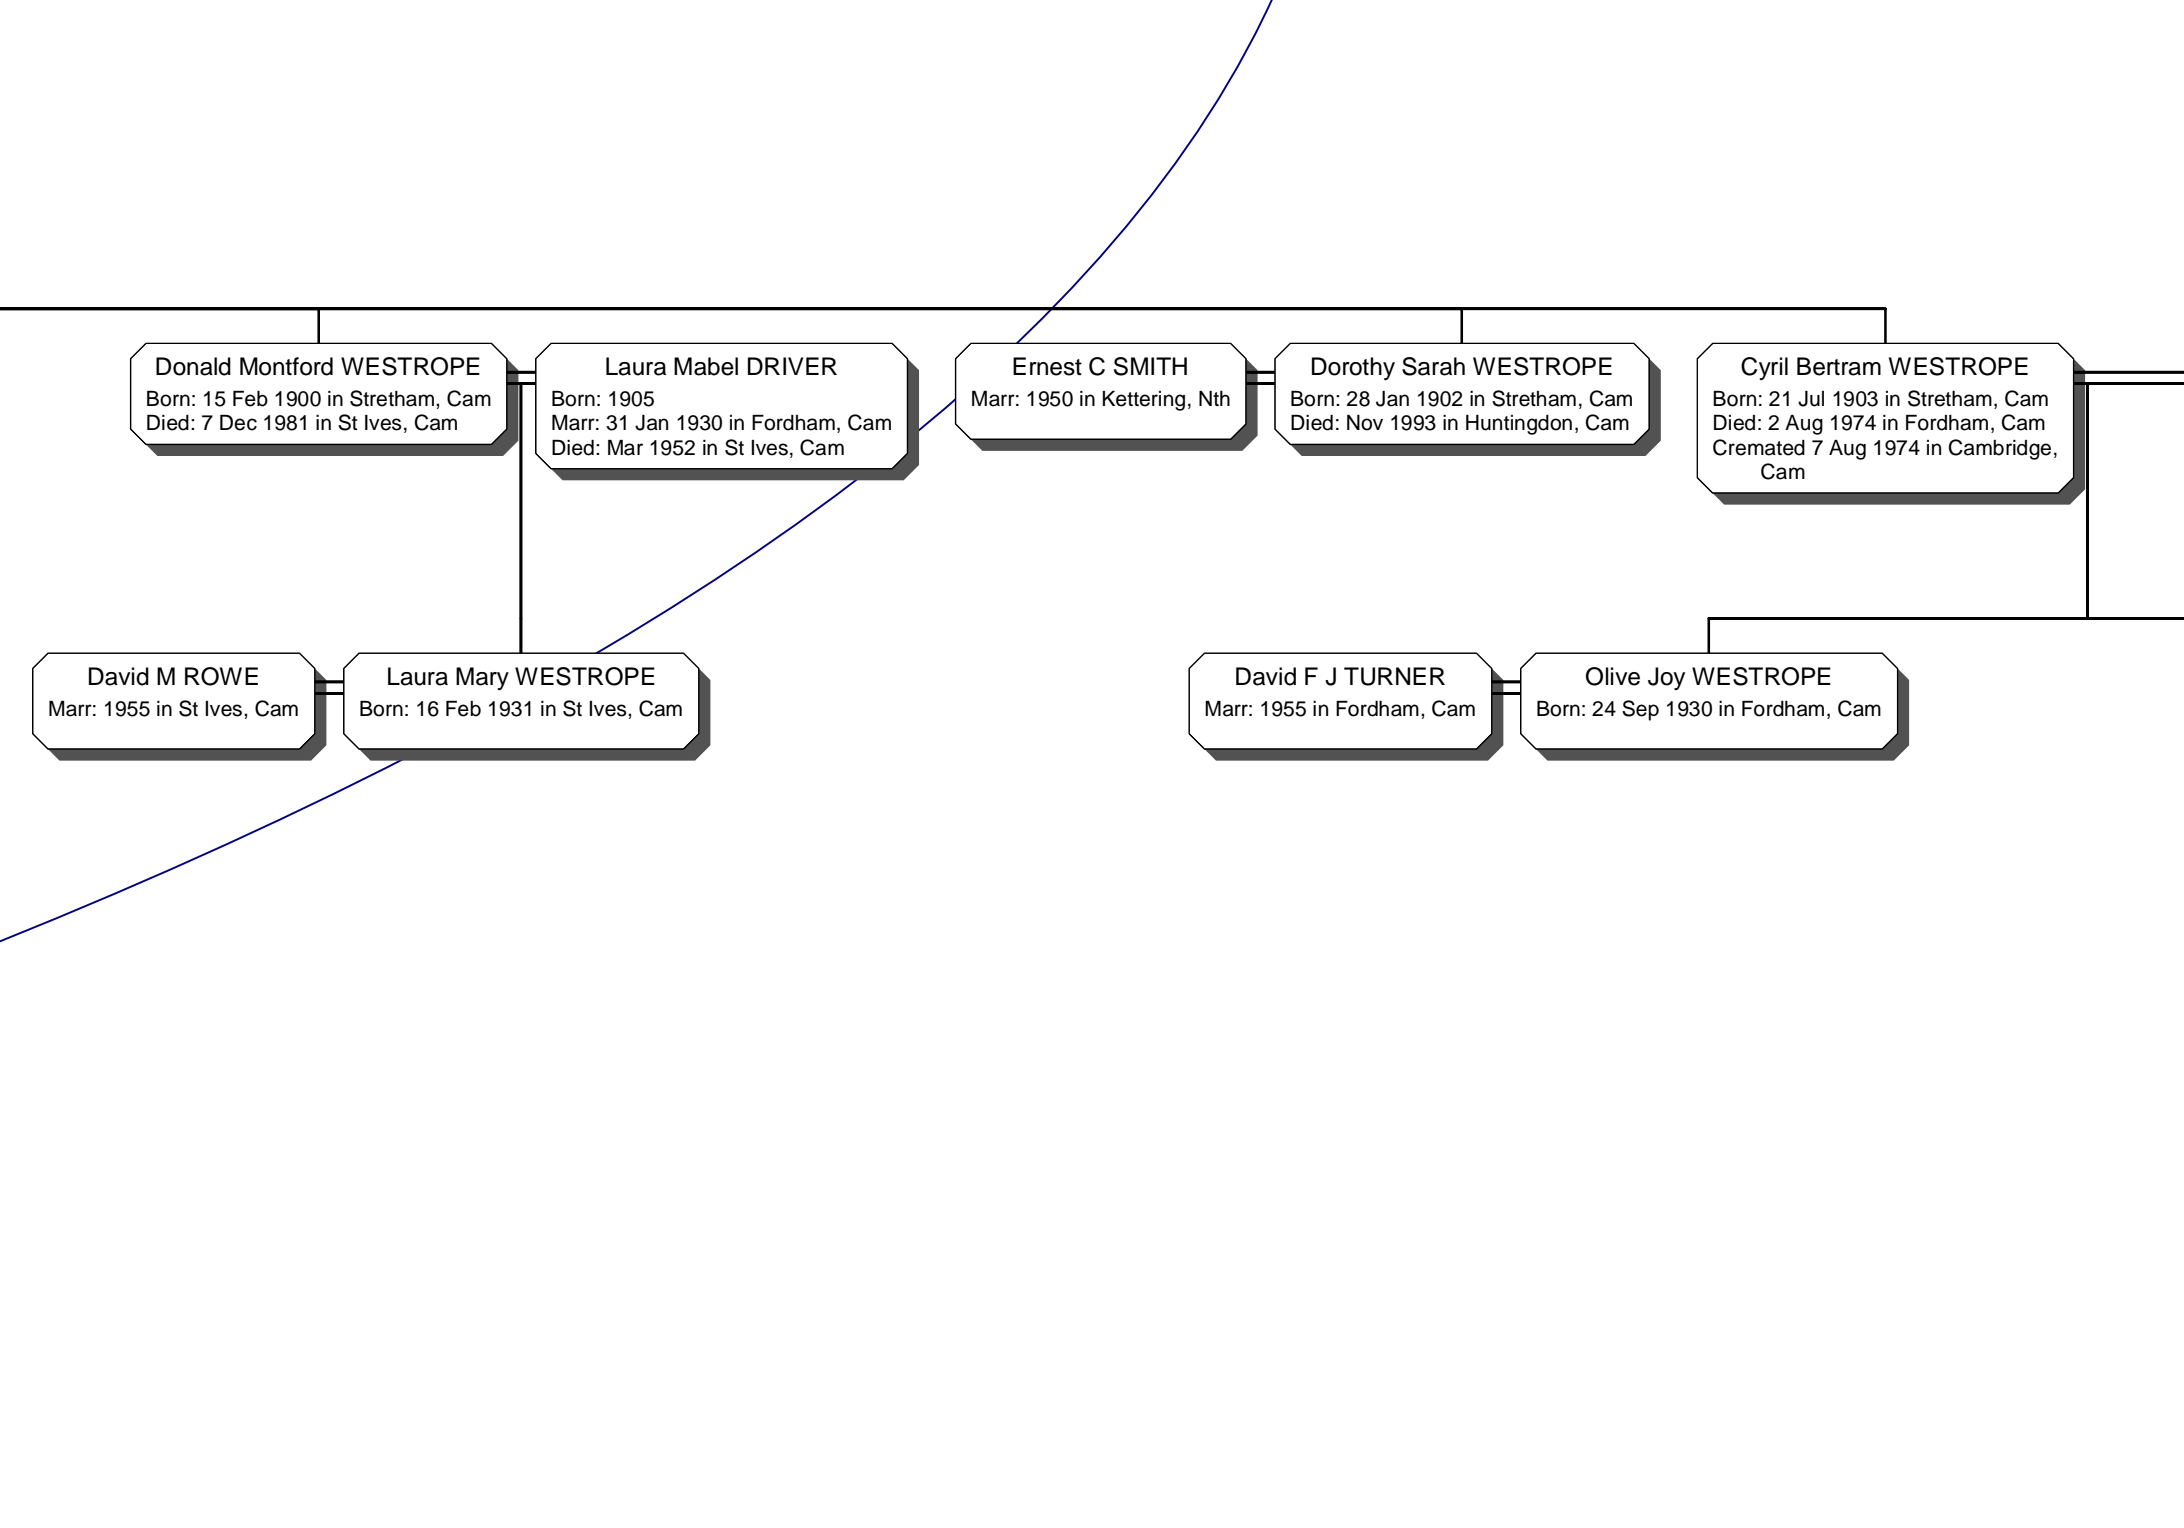 Donald Montford WESTROPE
Born: 15 Feb 1900 in Stretham, Cam
Died: 7 Dec 1981 in St Ives, Cam
Laura Mabel DRIVER
Born: 1905
Marr: 31 Jan 1930 in Fordham, Cam
Died: Mar 1952 in St Ives, Cam
Ernest C SMITH
Marr: 1950 in Kettering, Nth
Dorothy Sarah WESTROPE
Born: 28 Jan 1902 in Stretham, Cam
Died: Nov 1993 in Huntingdon, Cam
Cyril Bertram WESTROPE
Born: 21 Jul 1903 in Stretham, Cam
Died: 2 Aug 1974 in Fordham, Cam
Cremated 7 Aug 1974 in Cambridge,
Cam
David M ROWE
Marr: 1955 in St Ives, Cam
Laura Mary WESTROPE
Born: 16 Feb 1931 in St Ives, Cam
David F J TURNER
Marr: 1955 in Fordham, Cam
Olive Joy WESTROPE
Born: 24 Sep 1930 in Fordham, Cam